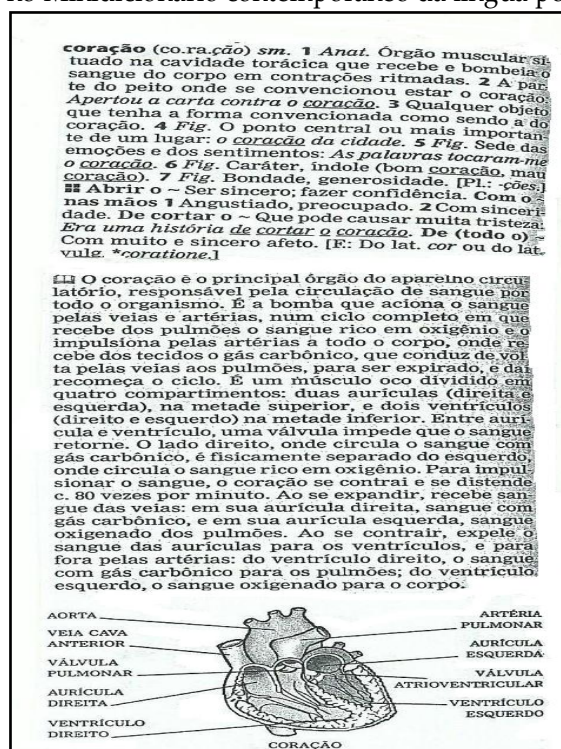 no Minidicionário contemporâneo da língua po
coração (co.ra.ção) sm. 1 Anat. Órgão muscular si-
tuado na cavidade torácica que recebe e bombeia o
sangue do corpo em contrações ritmadas. 2 A par-
te do peito onde se convencionou estar o coração:
Apertou a carta contra o coração. 3 Qualquer objeto
que tenha a forma convencionada como sendo a do
coração. 4 Fig. O ponto central ou mais importan-
te de um lugar: o coração da cidade. 5 Fig. Sede das
emoções e dos sentimentos: As palavras tocaram-me
o coração. 6 Fig. Caráter, índole (bom coração, mau
coração). 7 Fig. Bondade, generosidade. [Pl.: -ções.]
Abrir o ~ Ser sincero; fazer confidência. Com o ~
nas mãos 1 Angustiado, preocupado. 2 Com sinceri-
dade. De cortar o ~ Que pode causar muita tristeza:
Era uma história de cortar o coração. De (todo o) ~
Com muito e sincero afeto. [F.: Do lat. cor ou do lat.
vulg. *coratione.]
O coração é o principal órgão do aparelho circu-
latório, responsável pela circulação de sangue por
todo o organismo. É a bomba que aciona o sangue
pelas veias e artérias, num ciclo completo em que
recebe dos pulmões o sangue rico em oxigênio e o
impulsiona pelas artérias a todo o corpo, onde re-
cebe dos tecidos o gás carbônico, que conduz de vol-
ta pelas veias aos pulmões, para ser expirado, e daí
recomeça o ciclo. É um músculo oco dividido em
quatro compartimentos: duas aurículas (direita e
esquerda), na metade superior, e dois ventrículos
(direito e esquerdo) na metade inferior. Entre aurí-
cula e ventrículo, uma válvula impede que o sangue
retorne. O lado direito, onde circula o sangue com
gás carbônico, é fisicamente separado do esquerdo,
onde circula o sangue rico em oxigênio. Para impul-
sionar o sangue, o coração se contrai e se distende
c. 80 vezes por minuto. Ao se expandir, recebe san-
gue das veias: em sua aurícula direita, sangue com
gás carbônico, e em sua aurícula esquerda, sangue
oxigenado dos pulmões. Ao se contrair, expele o
sangue das aurículas para os ventrículos, e para
fora pelas artérias: do ventrículo direito, o sangue
com gás carbônico para os pulmões; do ventrículo
esquerdo, o sangue oxigenado para o corpo.
AORTA
VEIA CAVA
ANTERIOR
VÁLVULA
PULMONAR
AURÍCULA
DIREITA
VENTRÍCULO
DIREITO
ARTÉRIA
PULMONAR
AURÍCULA
ESQUERDA
VÁLVULA
ATRIOVENTRICULAR
VENTRÍCULO
ESQUERDO
CORAÇÃO